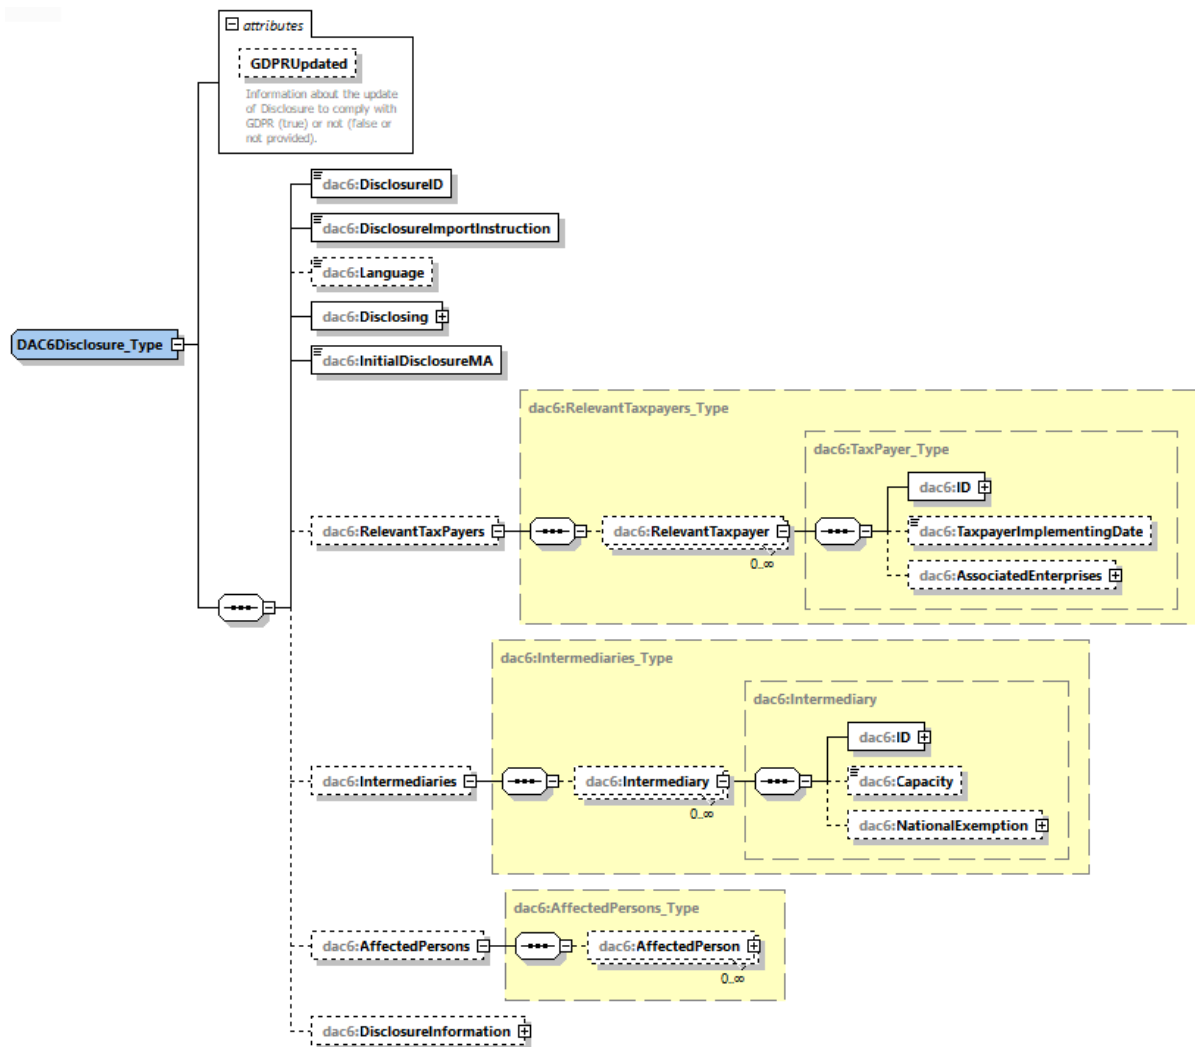 attributes
GDPRUpdated
Information about the update
of Disclosure to comply with
GDPR (true) or not (false or
not provided).
dac6:DisclosureID
dac6:DisclosureImportInstruction
dac6:Language
dac6:Disclosing
DAC6Disclosure_Type
dac6:InitialDisclosureMA
dac6:RelevantTaxpayers_Type
dac6:TaxPayer_Type
dac6:ID
dac6:RelevantTaxPayers
dac6:RelevantTaxpayer
0..∞
dac6:TaxpayerImplementingDate
dac6:AssociatedEnterprises
dac6:Intermediaries_Type
dac6:Intermediary
dac6:ID
dac6:Intermediaries
dac6:Intermediary
0..∞
dac6:Capacity
dac6:NationalExemption
dac6:AffectedPersons_Type
dac6:AffectedPersons
dac6:AffectedPerson
0..∞
dac6:DisclosureInformation